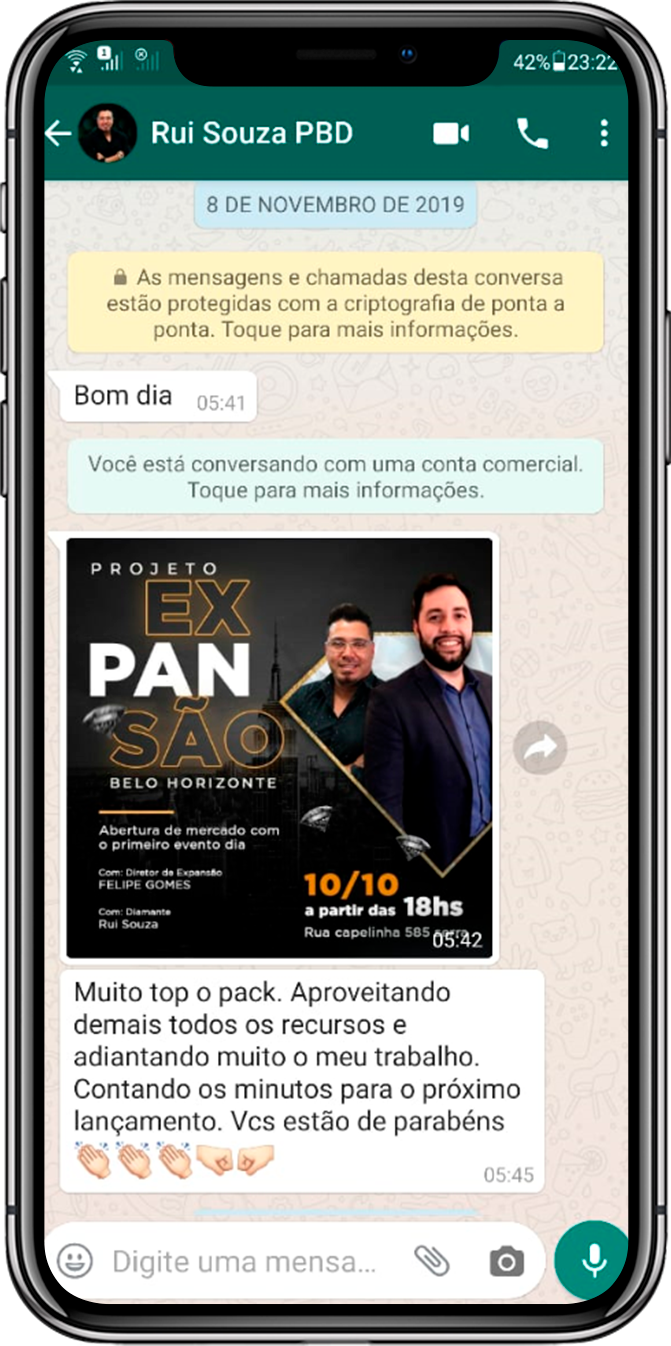 42% 23:22
Rui Souza PBD
8 DE NOVEMBRO DE 2019
As mensagens e chamadas desta conversa
estão protegidas com a criptografia de ponta a
ponta. Toque para mais informações.
Bom dia 05:41
Você está conversando com uma conta comercial.
Toque para mais informações.
PROJETO
EX
PAN
SÃO
BELO HORIZONTE
Abertura de mercado com
o primeiro evento dia
Com: Diretor de Expansão
FELIPE GOMES
Com: Diamante
Rui Souza
10/10
a partir das 18hs
Rua capelinha 585
05:42
Muito top o pack. Aproveitando
demais todos os recursos e
adiantando muito o meu trabalho.
Contando os minutos para o próximo
lançamento. Vcs estão de parabéns
👏🏻👏🏻👏🏻🤜🏻🤛🏻
05:45
Digite uma mensa...